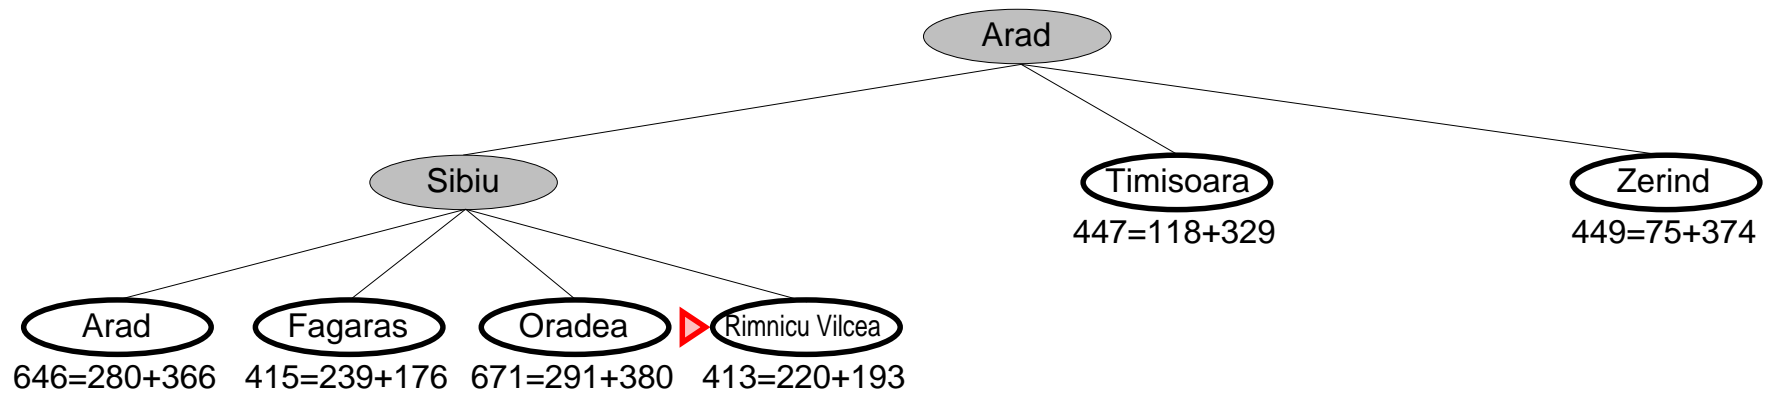 Arad
Sibiu
Timisoara
Zerind
447=118+329
449=75+374
Arad
Fagaras
Oradea
Rimnicu Vilcea
646=280+366
415=239+176
671=291+380
413=220+193